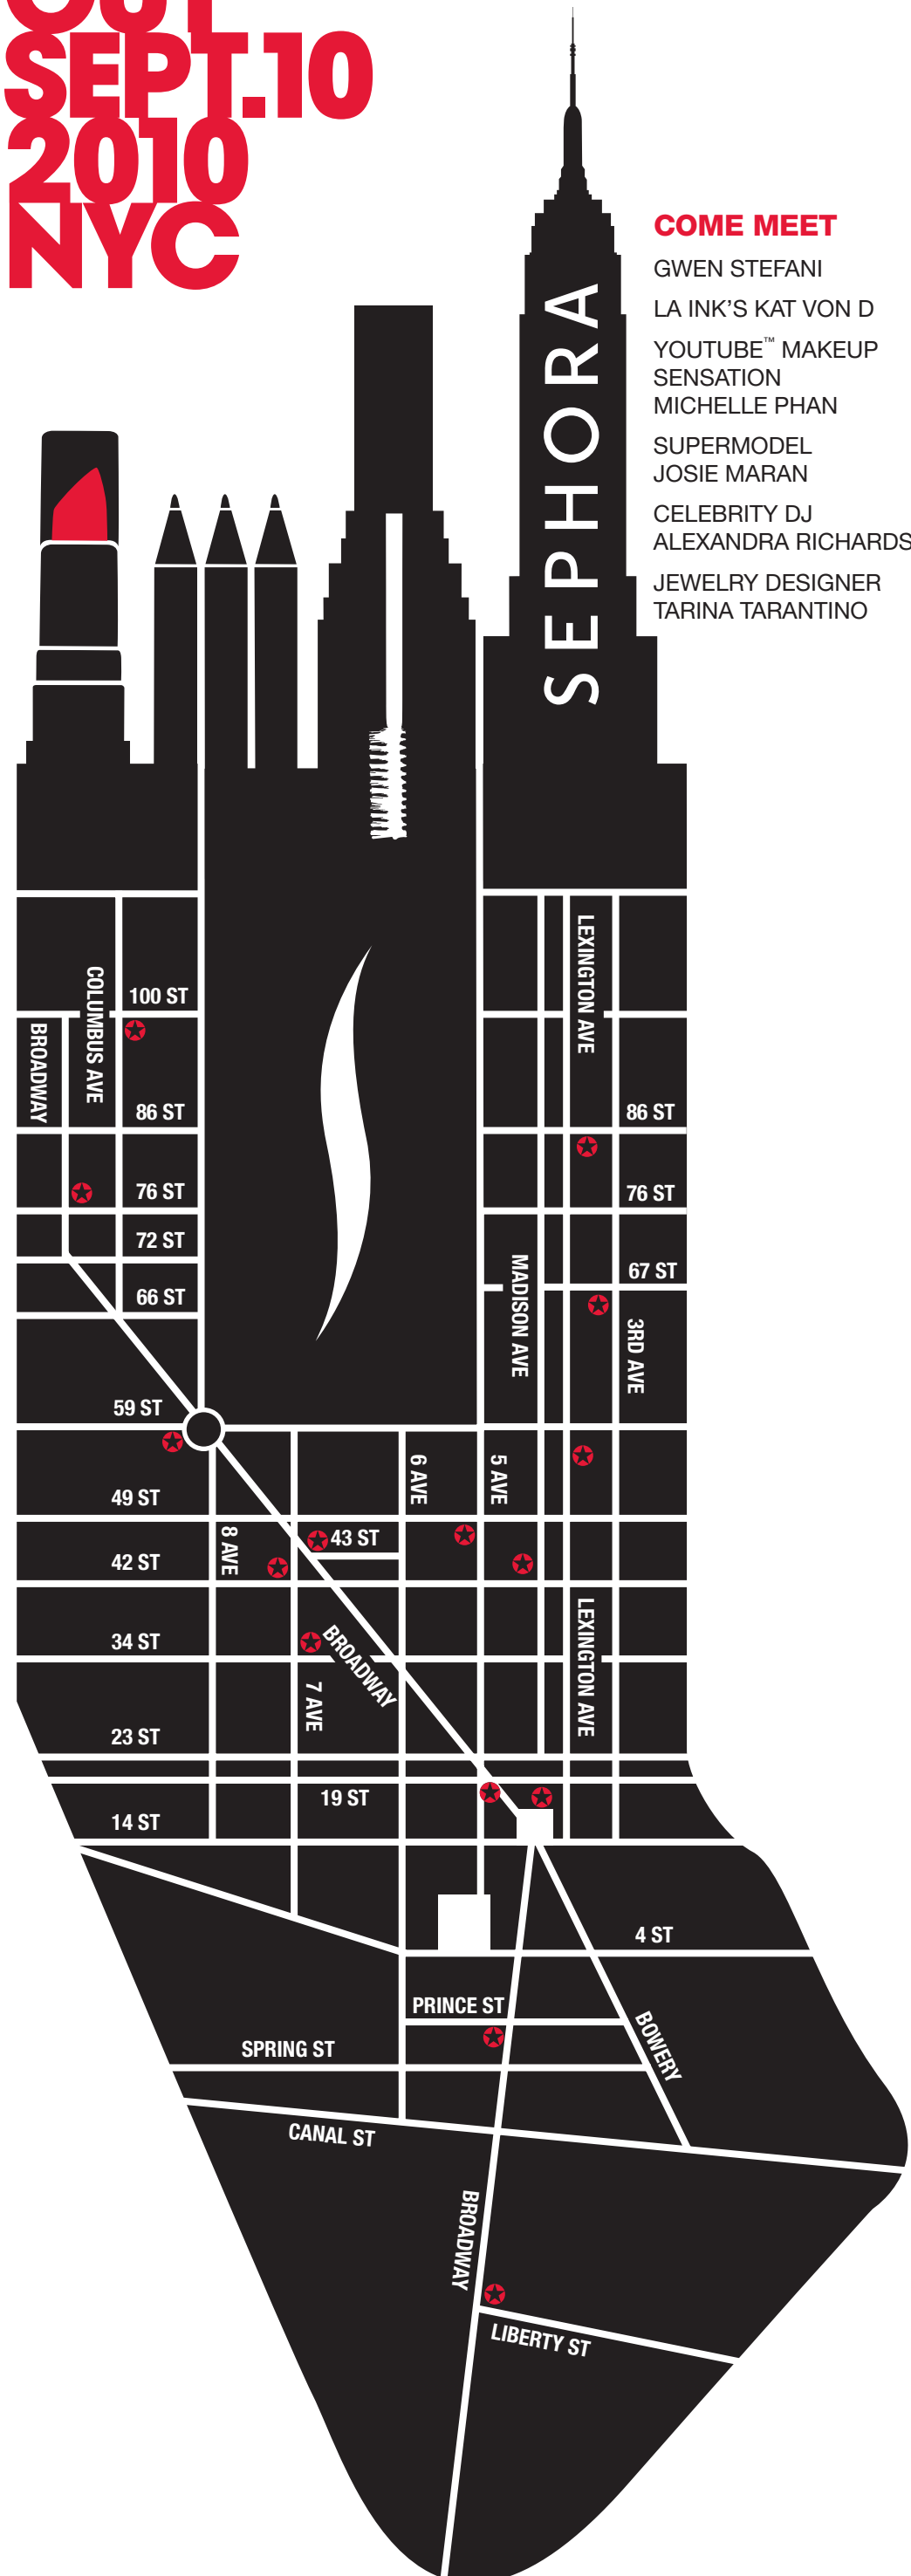 OUT
SEPT.10
2010
NYC
COME MEET
GWEN STEFANI
LA INK'S KAT VON D
YOUTUBE™ MAKEUP
SENSATION
MICHELLE PHAN
SUPERMODEL
JOSIE MARAN
CELEBRITY DJ
ALEXANDRA RICHARDS
JEWELRY DESIGNER
TARINA TARANTINO
SEPHORA
LEXINGTON AVE
COLUMBUS AVE
100 ST
BROADWAY
86 ST
86 ST
76 ST
76 ST
72 ST
MADISON AVE
67 ST
66 ST
3RD AVE
59 ST
6 AVE
5 AVE
49 ST
8 AVE
43 ST
42 ST
LEXINGTON AVE
34 ST
BROADWAY
7 AVE
23 ST
19 ST
14 ST
4 ST
PRINCE ST
BOWERY
SPRING ST
CANAL ST
BROADWAY
LIBERTY ST